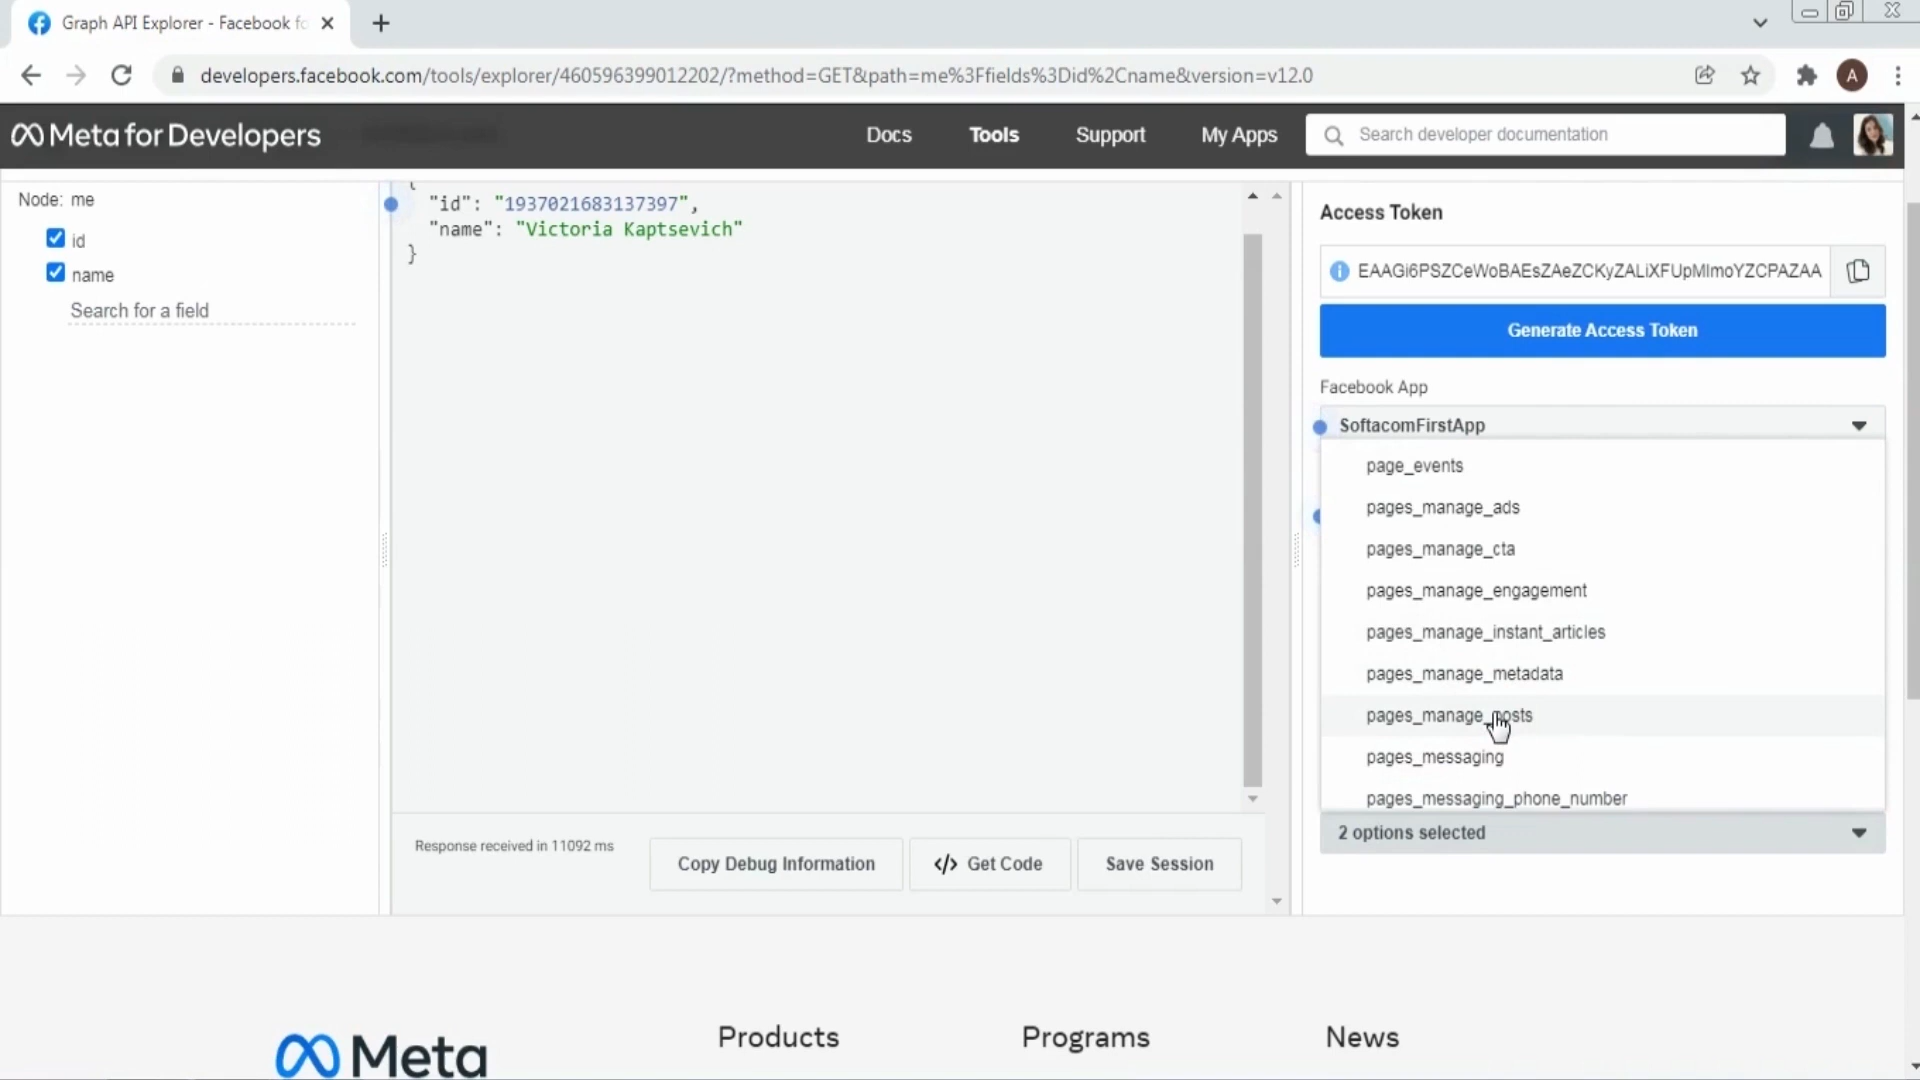 Graph API Explorer - Facebook fo
developers.facebook.com/tools/explorer/460596399012202/?method=GET&path=me%3Ffields%3Did%2Cname&version=v12.0
A
Meta for Developers
Docs
Tools
Support
My Apps
Search developer documentation
Node: me
id
name
Search for a field
{
"id": "1937021683137397",
"name": "Victoria Kaptsevich"
}
Response received in 11092 ms
Copy Debug Information
</> Get Code
Save Session
Access Token
EAAGi6PSZCeWoBAEsZAeZCKyZALiXFUpMImoYZCPAZAA
Generate Access Token
Facebook App
SoftacomFirstApp
page_events
pages_manage_ads
pages_manage_cta
pages_manage_engagement
pages_manage_instant_articles
pages_manage_metadata
pages_manage_posts
pages_messaging
pages_messaging_phone_number
2 options selected
Meta
Products
Programs
News